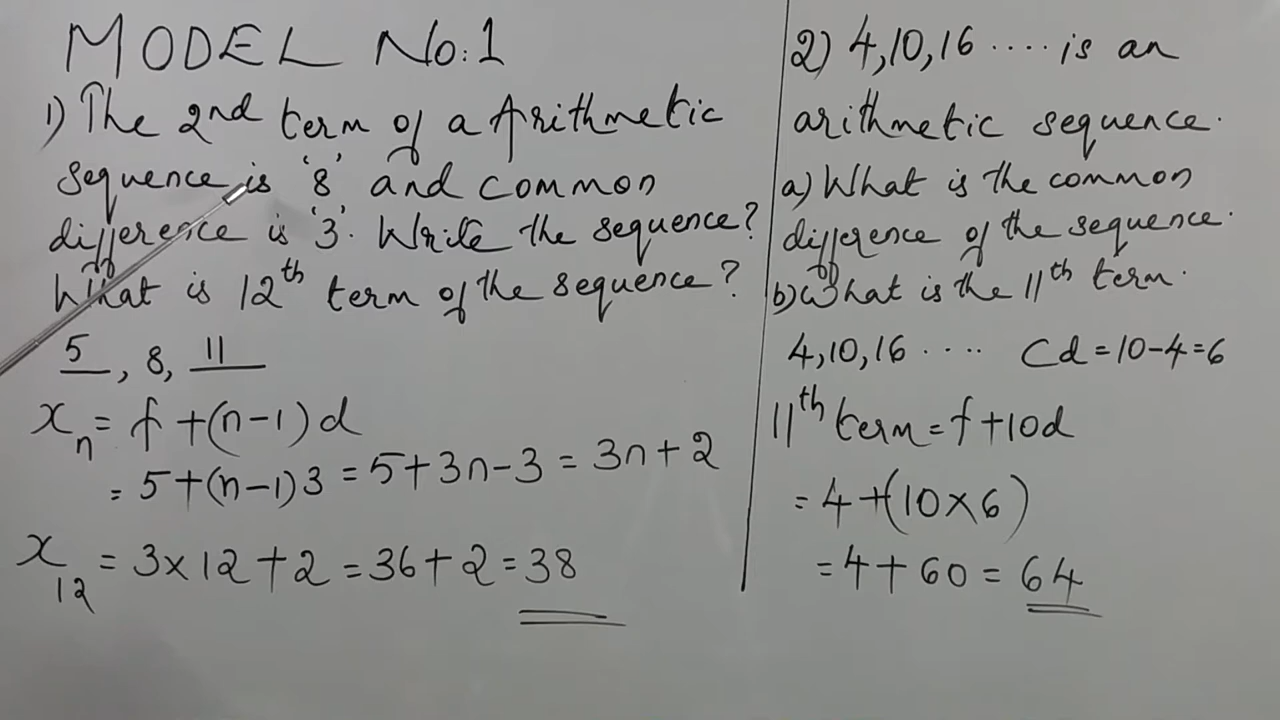 MODEL No:1
1) The 2nd term of a Arithmetic
sequence is '8' and common
difference is '3'. Write the sequence?
What is 12th term of the sequence?
5, 8, 11
xn = f + (n-1)d
= 5+(n-1)3 = 5+3n-3 = 3n+2
x12 = 3×12+2 = 36+2 = 38
2) 4,10,16 .... is an
arithmetic sequence.
a) What is the common
difference of the sequence.
b) What is the 11th term.
4,10,16 .... Cd = 10-4=6
11th term = f+10d
= 4+(10×6)
= 4+60 = 64